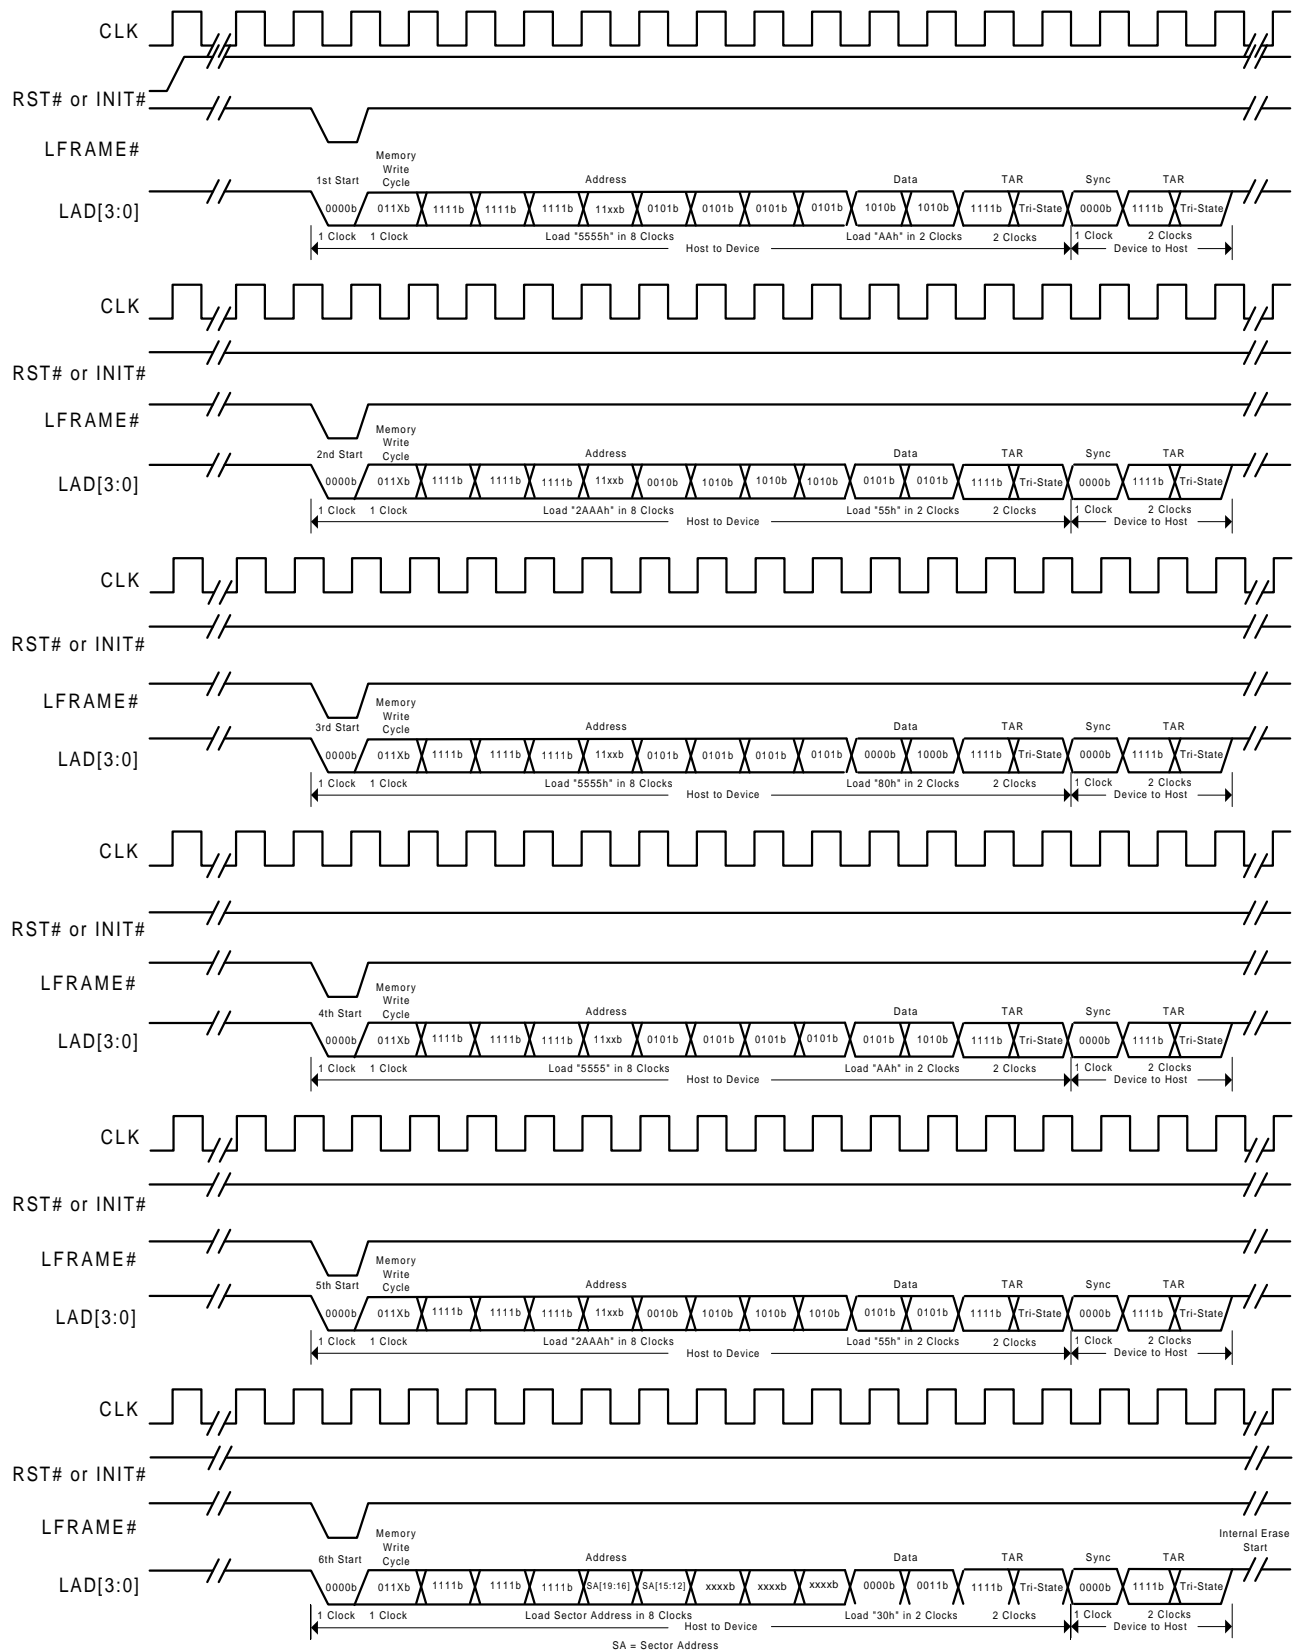 CLK
RST# or INIT#
LFRAME#
Memory
Write
Cycle
1st Start Address Data TAR Sync TAR
LAD[3:0] 0000b 011Xb 1111b 1111b 1111b 11xxb 0101b 0101b 0101b 0101b 1010b 1010b 1111b Tri-State 0000b 1111b Tri-State
1 Clock 1 Clock Load "5555h" in 8 Clocks Load "AAh" in 2 Clocks 2 Clocks 1 Clock 2 Clocks
Host to Device Device to Host
CLK
RST# or INIT#
LFRAME#
Memory
Write
Cycle
2nd Start Address Data TAR Sync TAR
LAD[3:0] 0000b 011Xb 1111b 1111b 1111b 11xxb 0010b 1010b 1010b 1010b 0101b 0101b 1111b Tri-State 0000b 1111b Tri-State
1 Clock 1 Clock Load "2AAAh" in 8 Clocks Load "55h" in 2 Clocks 2 Clocks 1 Clock 2 Clocks
Host to Device Device to Host
CLK
RST# or INIT#
LFRAME#
Memory
Write
Cycle
3rd Start Address Data TAR Sync TAR
LAD[3:0] 0000b 011Xb 1111b 1111b 1111b 11xxb 0101b 0101b 0101b 0101b 0000b 1000b 1111b Tri-State 0000b 1111b Tri-State
1 Clock 1 Clock Load "5555h" in 8 Clocks Load "80h" in 2 Clocks 2 Clocks 1 Clock 2 Clocks
Host to Device Device to Host
CLK
RST# or INIT#
LFRAME#
Memory
Write
Cycle
4th Start Address Data TAR Sync TAR
LAD[3:0] 0000b 011Xb 1111b 1111b 1111b 11xxb 0101b 0101b 0101b 0101b 0101b 1010b 1111b Tri-State 0000b 1111b Tri-State
1 Clock 1 Clock Load "5555" in 8 Clocks Load "AAh" in 2 Clocks 2 Clocks 1 Clock 2 Clocks
Host to Device Device to Host
CLK
RST# or INIT#
LFRAME#
Memory
Write
Cycle
5th Start Address Data TAR Sync TAR
LAD[3:0] 0000b 011Xb 1111b 1111b 1111b 11xxb 0010b 1010b 1010b 1010b 0101b 0101b 1111b Tri-State 0000b 1111b Tri-State
1 Clock 1 Clock Load "2AAAh" in 8 Clocks Load "55h" in 2 Clocks 2 Clocks 1 Clock 2 Clocks
Host to Device Device to Host
CLK
RST# or INIT#
LFRAME#
Memory
Write
Cycle
Internal Erase
Start
6th Start Address Data TAR Sync TAR
LAD[3:0] 0000b 011Xb 1111b 1111b 1111b SA[19:16] SA[15:12] xxxxb xxxxb xxxxb 0000b 0011b 1111b Tri-State 0000b 1111b Tri-State
1 Clock 1 Clock Load Sector Address in 8 Clocks Load "30h" in 2 Clocks 2 Clocks 1 Clock 2 Clocks
Host to Device Device to Host
SA = Sector Address